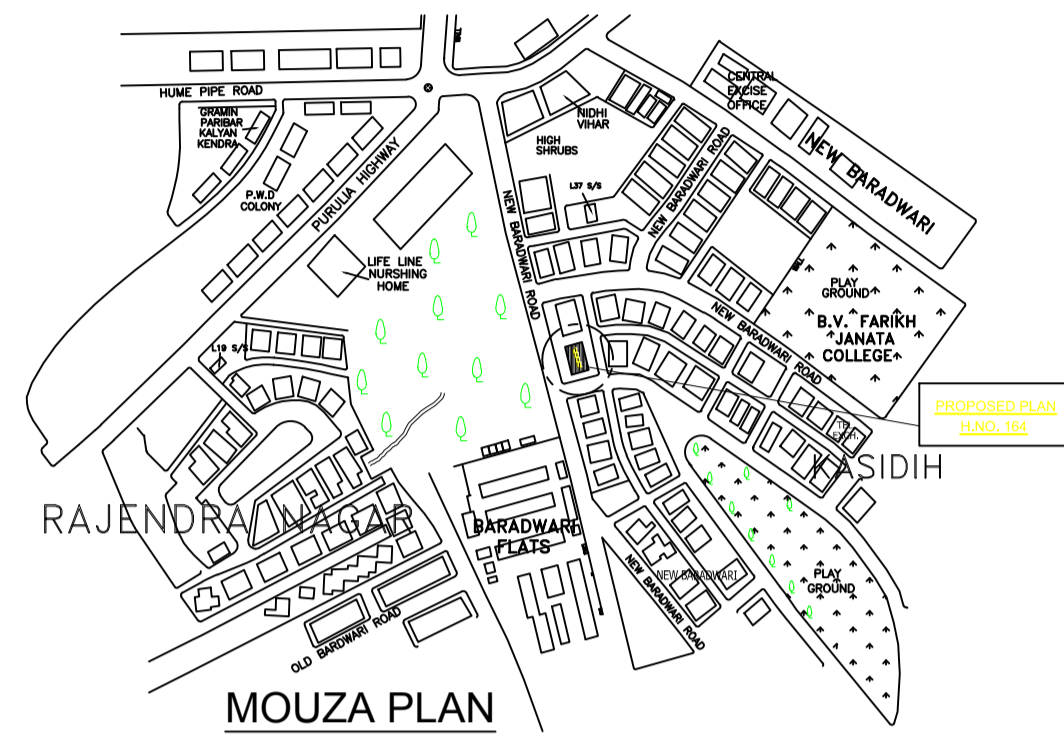 HUME PIPE ROAD
GRAMIN
PARIBAR
KALYAN
KENDRA
P.W.D
COLONY
PURULIA HIGHWAY
LIFE LINE
NURSHING
HOME
NIDHI
VIHAR
HIGH
SHRUBS
L37 S/S
CENTRAL
EXCISE
OFFICE
NEW BARADWARI
NEW BARADWARI ROAD
NEW BARADWARI ROAD
NEW BARADWARI ROAD
PLAY
GROUND
B.V. FARIKH
JANATA
COLLEGE
L19 S/S
PROPOSED PLAN
H.NO. 164
TEL
EXCH.
KASIDIH
RAJENDRA NAGAR
BARADWARI
FLATS
NEW BARADWARI
NEW BARADWARI ROAD
PLAY
GROUND
OLD BARDWARI ROAD
MOUZA PLAN